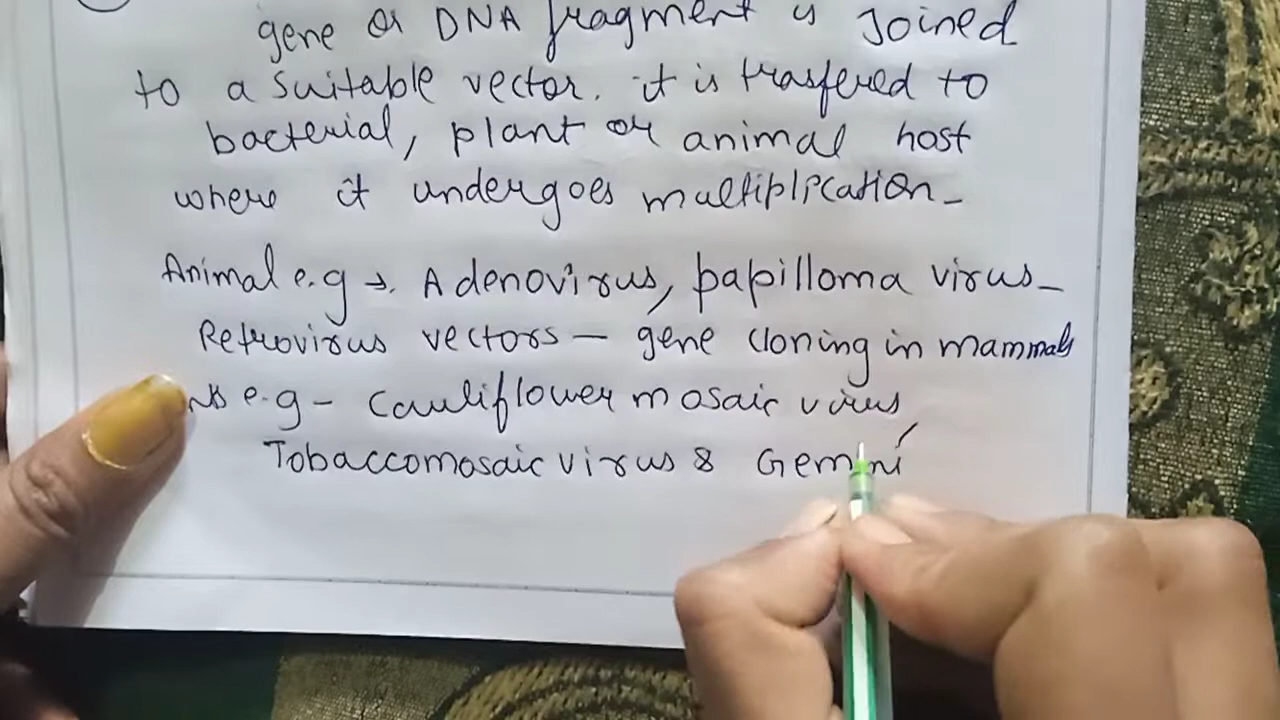 gene or DNA fragment is Joined
to a suitable vector. it is trasfered to
bacterial, plant or animal host
where it undergoes multiplication-
Animal e.g →. Adenovirus, papilloma virus-
Retrovirus vectors - gene cloning in mammals
e.g - Cauliflower mosaic virus
Tobaccomosaic virus & Gemini